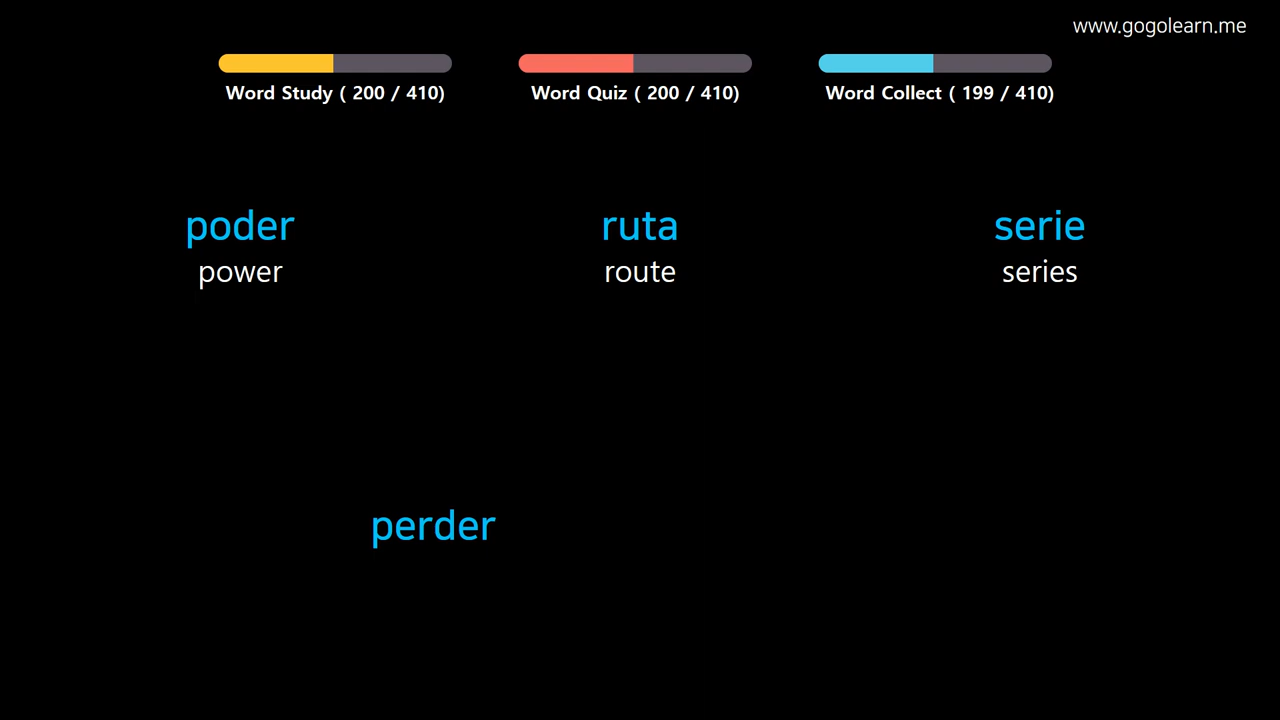 www.gogolearn.me
Word Study ( 200 / 410)
Word Quiz ( 200 / 410)
Word Collect ( 199 / 410)
poder
power
ruta
route
serie
series
perder